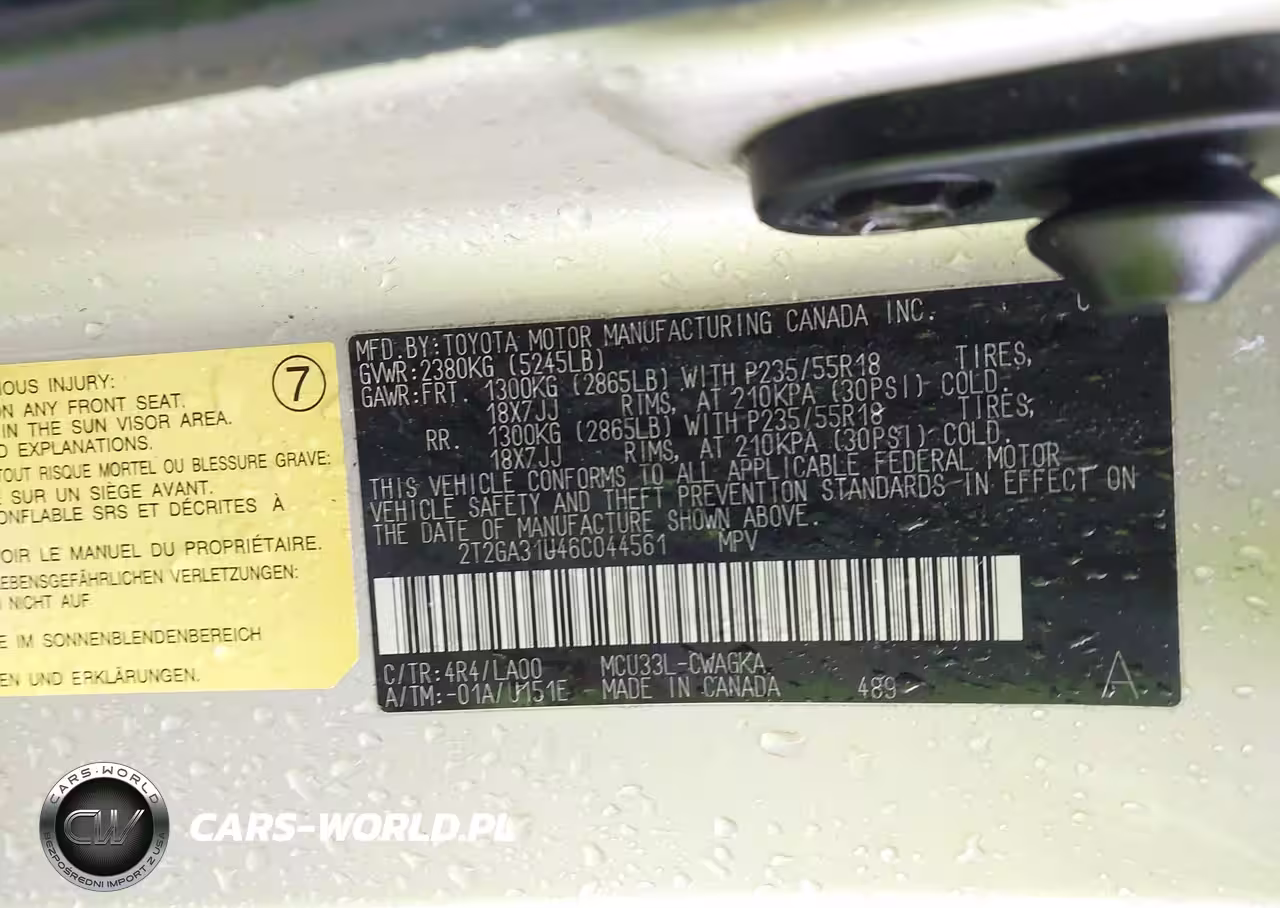 IOUS INJURY:
ON ANY FRONT SEAT.
IN THE SUN VISOR AREA.
D EXPLANATIONS.
TOUT RISQUE MORTEL OU BLESSURE GRAVE:
SUR UN SIÈGE AVANT.
ONFLABLE SRS ET DÉCRITES À
OIR LE MANUEL DU PROPRIÉTAIRE.
EBENSGEFÄHRLICHEN VERLETZUNGEN:
NICHT AUF
E IM SONNENBLENDENBEREICH
EN UND ERKLÄRUNGEN.
7
MFD.BY:TOYOTA MOTOR MANUFACTURING CANADA INC.
GVWR:2380KG (5245LB)
GAWR:FRT. 1300KG (2865LB) WITH P235/55R18 TIRES,
18X7JJ RIMS, AT 210KPA (30PSI) COLD.
RR. 1300KG (2865LB) WITH P235/55R18 TIRES,
18X7JJ RIMS, AT 210KPA (30PSI) COLD.
THIS VEHICLE CONFORMS TO ALL APPLICABLE FEDERAL MOTOR
VEHICLE SAFETY AND THEFT PREVENTION STANDARDS IN EFFECT ON
THE DATE OF MANUFACTURE SHOWN ABOVE.
2T2GA31U46C044561 MPV
C/TR:4R4/LA00 MCU33L-CWAGKA
A/TM:-01A/U151E MADE IN CANADA 489
A
CARS-WORLD
CW
BEZPOŚREDNI IMPORT Z USA
CARS-WORLD.PL